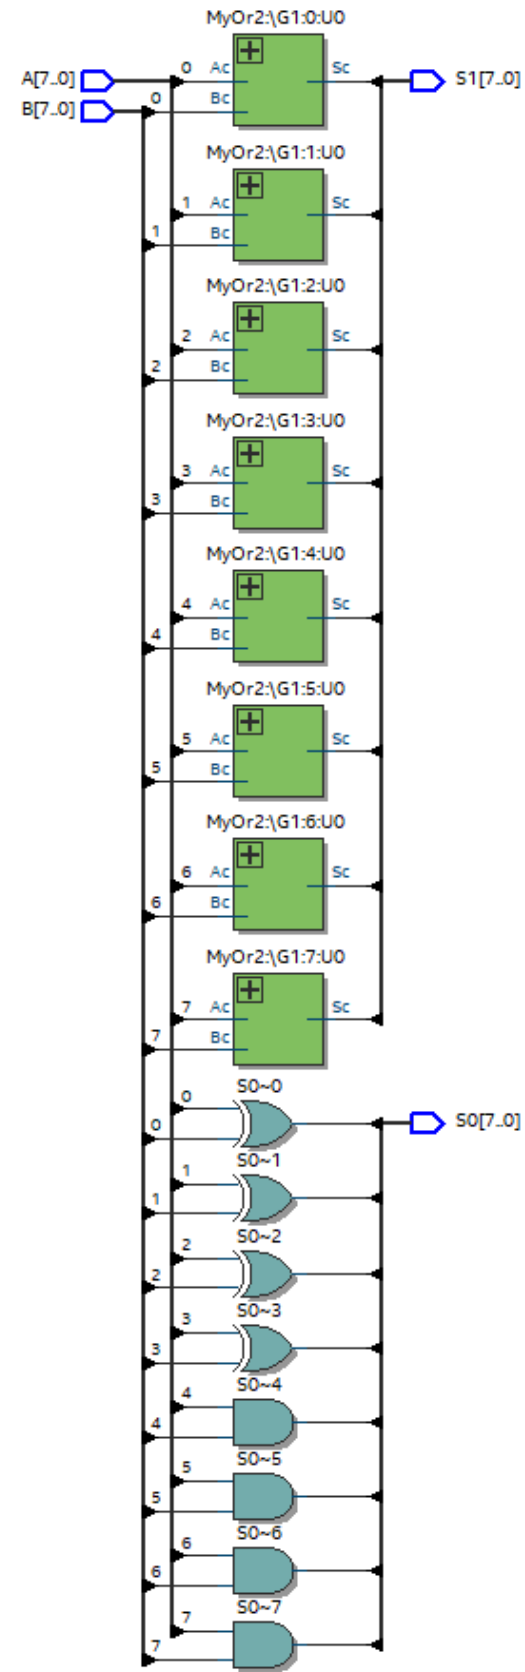 MyOr2:\G1:0:U0
A[7..0] 0 Ac Sc S1[7..0]
B[7..0] 0 Bc
MyOr2:\G1:1:U0
1 Ac Sc
1 Bc
MyOr2:\G1:2:U0
2 Ac Sc
2 Bc
MyOr2:\G1:3:U0
3 Ac Sc
3 Bc
MyOr2:\G1:4:U0
4 Ac Sc
4 Bc
MyOr2:\G1:5:U0
5 Ac Sc
5 Bc
MyOr2:\G1:6:U0
6 Ac Sc
6 Bc
MyOr2:\G1:7:U0
7 Ac Sc
7 Bc
S0~0
0
0 S0[7..0]
S0~1
1
1
S0~2
2
2
S0~3
3
3
S0~4
4
4
S0~5
5
5
S0~6
6
6
S0~7
7
7